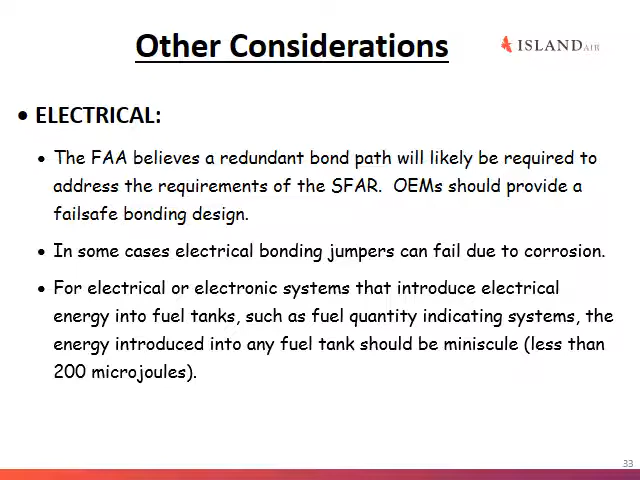 Other Considerations
ISLANDAIR
• ELECTRICAL:
• The FAA believes a redundant bond path will likely be required to
address the requirements of the SFAR.  OEMs should provide a
failsafe bonding design.
• In some cases electrical bonding jumpers can fail due to corrosion.
• For electrical or electronic systems that introduce electrical
energy into fuel tanks, such as fuel quantity indicating systems, the
energy introduced into any fuel tank should be miniscule (less than
200 microjoules).
33